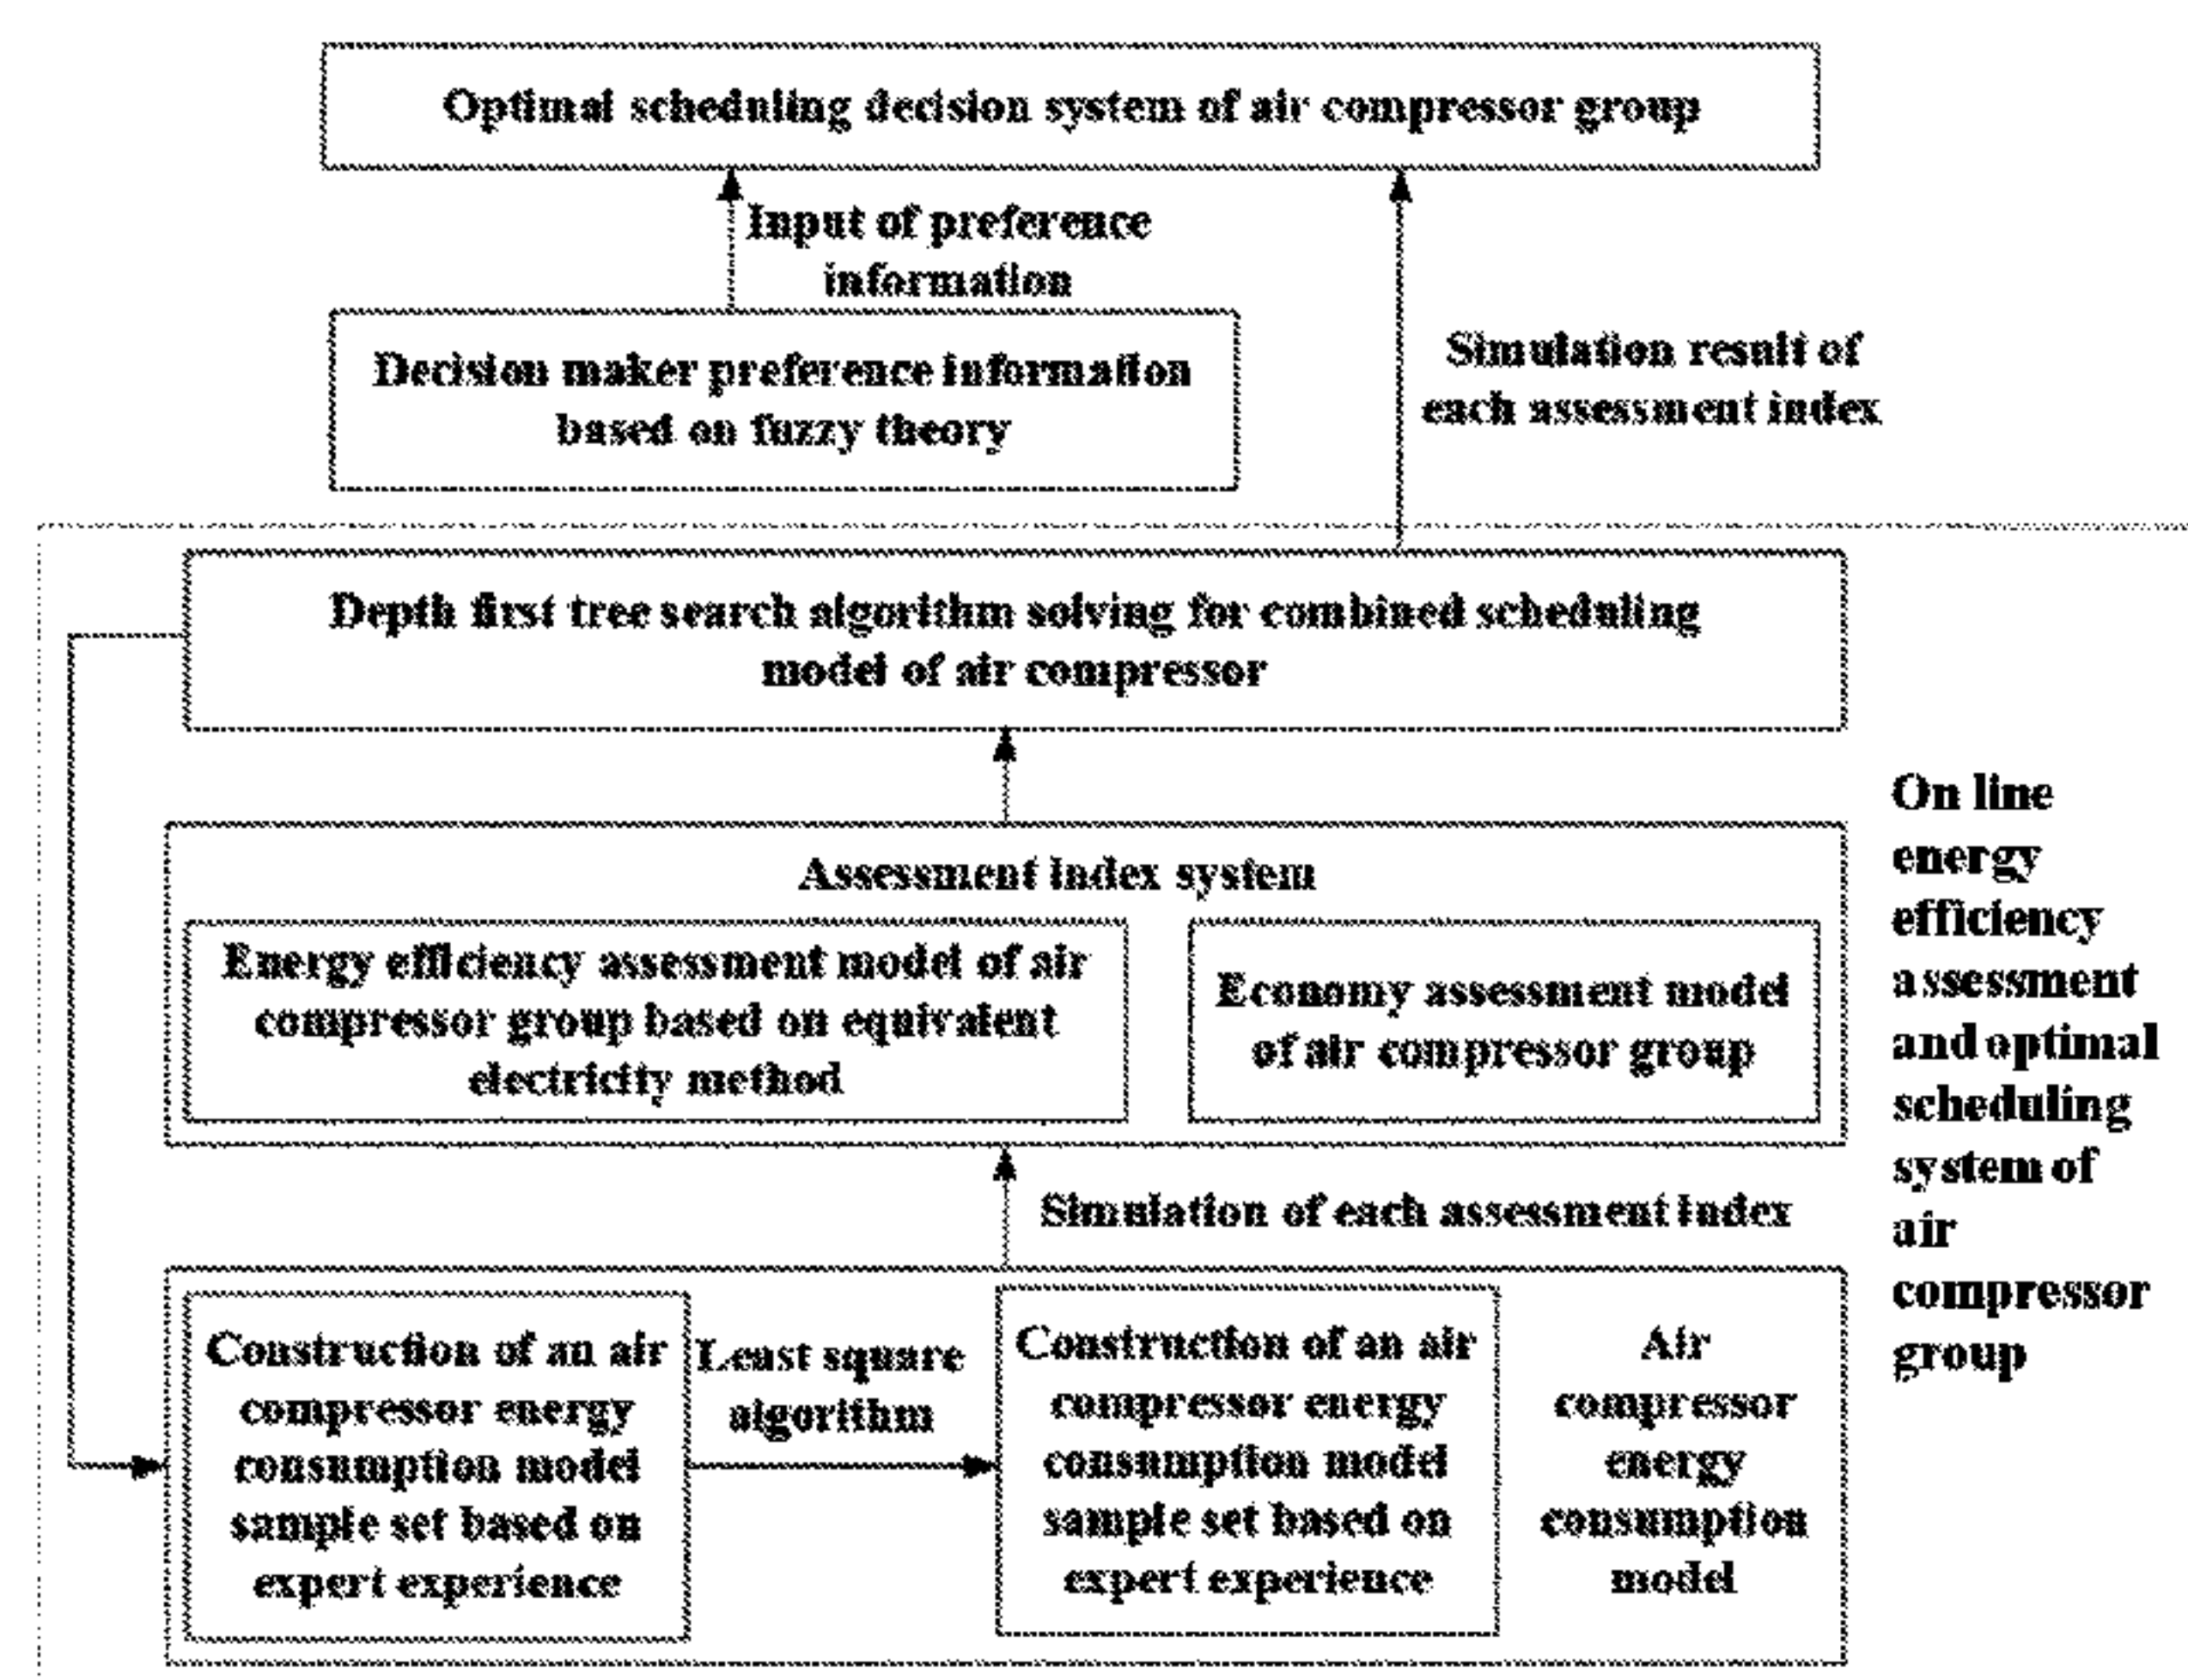 Optimal scheduling decision system of air compressor group
Input of preference
information
Decision maker preference information
based on fuzzy theory
Simulation result of
each assessment index
Depth first tree search algorithm solving for combined scheduling
model of air compressor
Assessment index system
Energy efficiency assessment model of air
compressor group based on equivalent
electricity method
Economy assessment model
of air compressor group
Simulation of each assessment index
Construction of an air
compressor energy
consumption model
sample set based on
expert experience
Least square
algorithm
Construction of an air
compressor energy
consumption model
sample set based on
expert experience
Air
compressor
energy
consumption
model
On line
energy
efficiency
assessment
and optimal
scheduling
system of
air
compressor
group